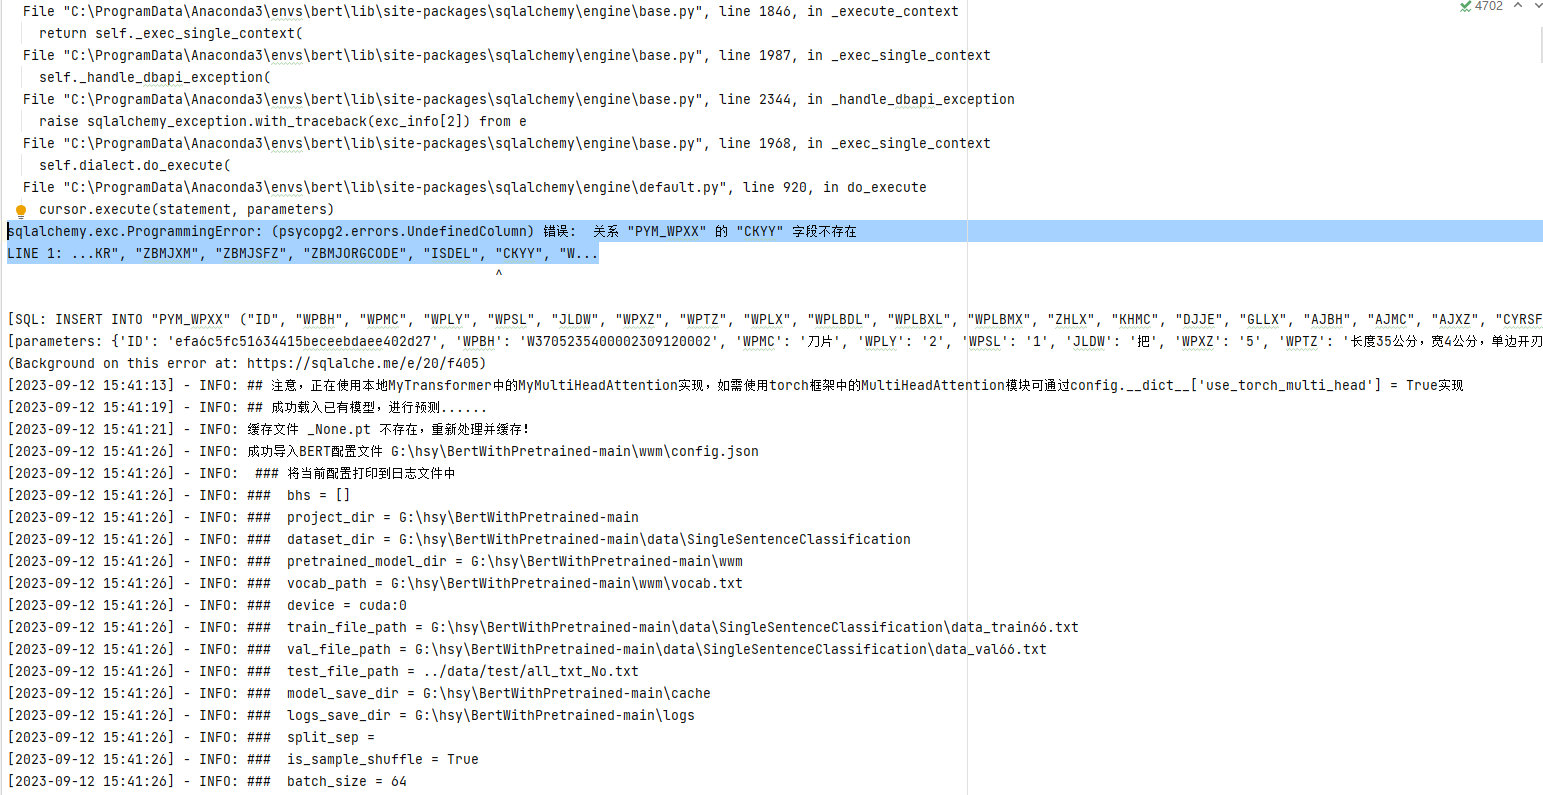 4702
File "C:\ProgramData\Anaconda3\envs\bert\lib\site-packages\sqlalchemy\engine\base.py", line 1846, in _execute_context
return self._exec_single_context(
File "C:\ProgramData\Anaconda3\envs\bert\lib\site-packages\sqlalchemy\engine\base.py", line 1987, in _exec_single_context
self._handle_dbapi_exception(
File "C:\ProgramData\Anaconda3\envs\bert\lib\site-packages\sqlalchemy\engine\base.py", line 2344, in _handle_dbapi_exception
raise sqlalchemy_exception.with_traceback(exc_info[2]) from e
File "C:\ProgramData\Anaconda3\envs\bert\lib\site-packages\sqlalchemy\engine\base.py", line 1968, in _exec_single_context
self.dialect.do_execute(
File "C:\ProgramData\Anaconda3\envs\bert\lib\site-packages\sqlalchemy\engine\default.py", line 920, in do_execute
cursor.execute(statement, parameters)
sqlalchemy.exc.ProgrammingError: (psycopg2.errors.UndefinedColumn) 错误:  关系 "PYM_WPXX" 的 "CKYY" 字段不存在
LINE 1: ...KR", "ZBMJXM", "ZBMJSFZ", "ZBMJORGCODE", "ISDEL", "CKYY", "W...
^
[SQL: INSERT INTO "PYM_WPXX" ("ID", "WPBH", "WPMC", "WPLY", "WPSL", "JLDW", "WPXZ", "WPTZ", "WPLX", "WPLBDL", "WPLBXL", "WPLBMX", "ZHLX", "KHMC", "DJJE", "GLLX", "AJBH", "AJMC", "AJXZ", "CYRSF
[parameters: {'ID': 'efa6c5fc51634415beceebdaee402d27', 'WPBH': 'W3705235400002309120002', 'WPMC': '刀片', 'WPLY': '2', 'WPSL': '1', 'JLDW': '把', 'WPXZ': '5', 'WPTZ': '长度35公分，宽4公分，单边开刃
(Background on this error at: https://sqlalche.me/e/20/f405)
[2023-09-12 15:41:13] - INFO: ## 注意，正在使用本地MyTransformer中的MyMultiHeadAttention实现，如需使用torch框架中的MultiHeadAttention模块可通过config.__dict__['use_torch_multi_head'] = True实现
[2023-09-12 15:41:19] - INFO: ## 成功载入已有模型，进行预测......
[2023-09-12 15:41:21] - INFO: 缓存文件 _None.pt 不存在，重新处理并缓存！
[2023-09-12 15:41:26] - INFO: 成功导入BERT配置文件 G:\hsy\BertWithPretrained-main\wwm\config.json
[2023-09-12 15:41:26] - INFO:  ### 将当前配置打印到日志文件中
[2023-09-12 15:41:26] - INFO: ###  bhs = []
[2023-09-12 15:41:26] - INFO: ###  project_dir = G:\hsy\BertWithPretrained-main
[2023-09-12 15:41:26] - INFO: ###  dataset_dir = G:\hsy\BertWithPretrained-main\data\SingleSentenceClassification
[2023-09-12 15:41:26] - INFO: ###  pretrained_model_dir = G:\hsy\BertWithPretrained-main\wwm
[2023-09-12 15:41:26] - INFO: ###  vocab_path = G:\hsy\BertWithPretrained-main\wwm\vocab.txt
[2023-09-12 15:41:26] - INFO: ###  device = cuda:0
[2023-09-12 15:41:26] - INFO: ###  train_file_path = G:\hsy\BertWithPretrained-main\data\SingleSentenceClassification\data_train66.txt
[2023-09-12 15:41:26] - INFO: ###  val_file_path = G:\hsy\BertWithPretrained-main\data\SingleSentenceClassification\data_val66.txt
[2023-09-12 15:41:26] - INFO: ###  test_file_path = ../data/test/all_txt_No.txt
[2023-09-12 15:41:26] - INFO: ###  model_save_dir = G:\hsy\BertWithPretrained-main\cache
[2023-09-12 15:41:26] - INFO: ###  logs_save_dir = G:\hsy\BertWithPretrained-main\logs
[2023-09-12 15:41:26] - INFO: ###  split_sep =
[2023-09-12 15:41:26] - INFO: ###  is_sample_shuffle = True
[2023-09-12 15:41:26] - INFO: ###  batch_size = 64